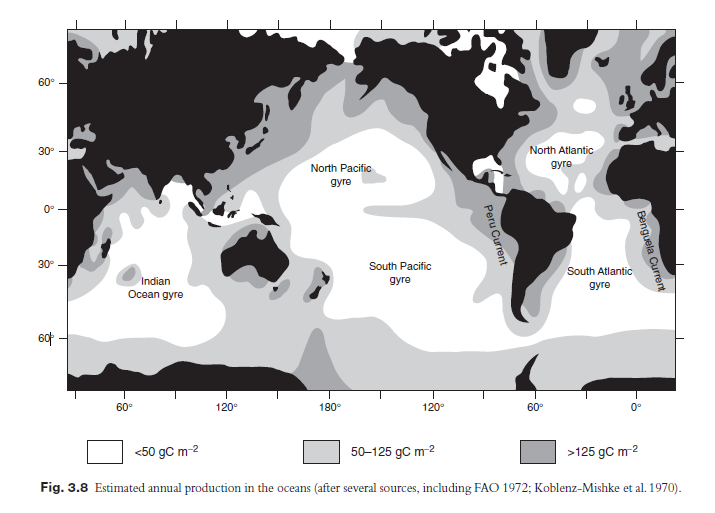 60°
30°
0°
30°
60°
North Pacific
gyre
North Atlantic
gyre
Peru Current
Benguela Current
South Pacific
gyre
South Atlantic
gyre
Indian
Ocean gyre
60°
120°
180°
120°
60°
0°
<50 gC m−2
50–125 gC m−2
>125 gC m−2
Fig. 3.8 Estimated annual production in the oceans (after several sources, including FAO 1972; Koblenz-Mishke et al. 1970).